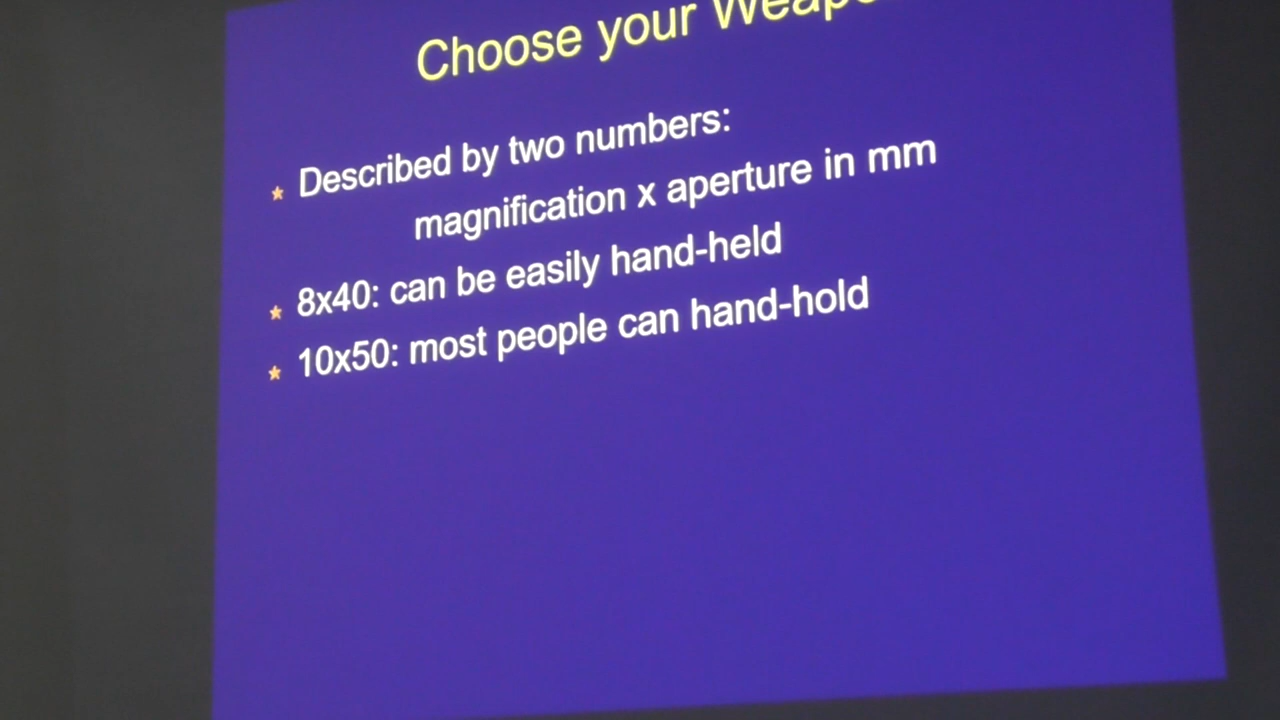 Choose your
Described by two numbers:
magnification x aperture in mm
8x40: can be easily hand-held
10x50: most people can hand-hold